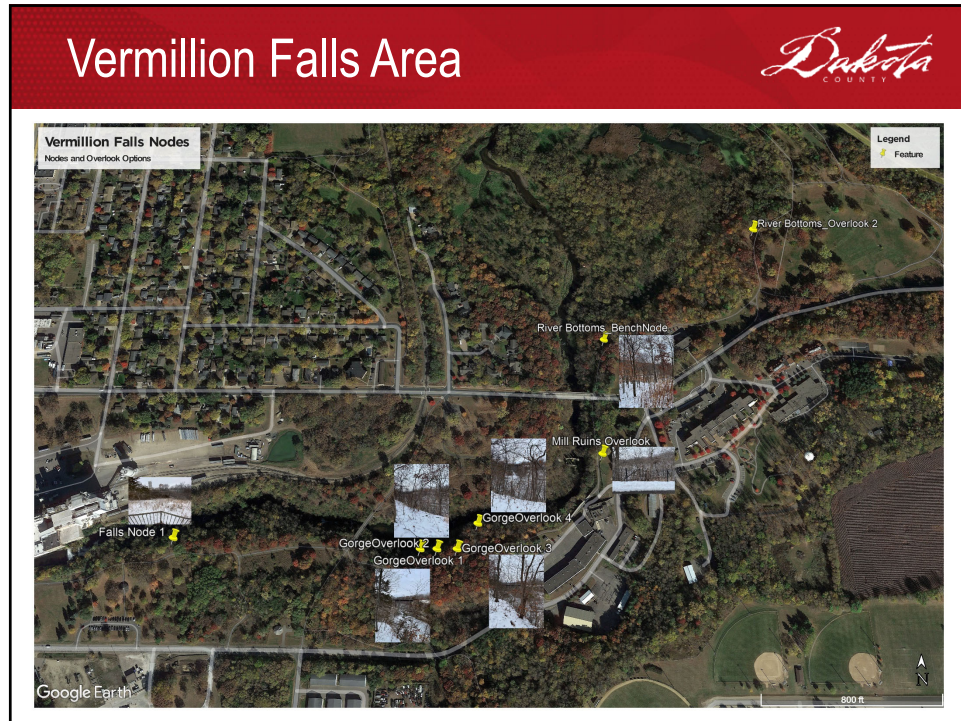 Vermillion Falls Area
Dakota
COUNTY
Vermillion Falls Nodes
Nodes and Overlook Options
Legend
Feature
River Bottoms_Overlook 2
River Bottoms_BenchNode
Mill Ruins Overlook
GorgeOverlook 4
Falls Node 1
GorgeOverlook 2
GorgeOverlook 3
GorgeOverlook 1
Google Earth
N
800 ft